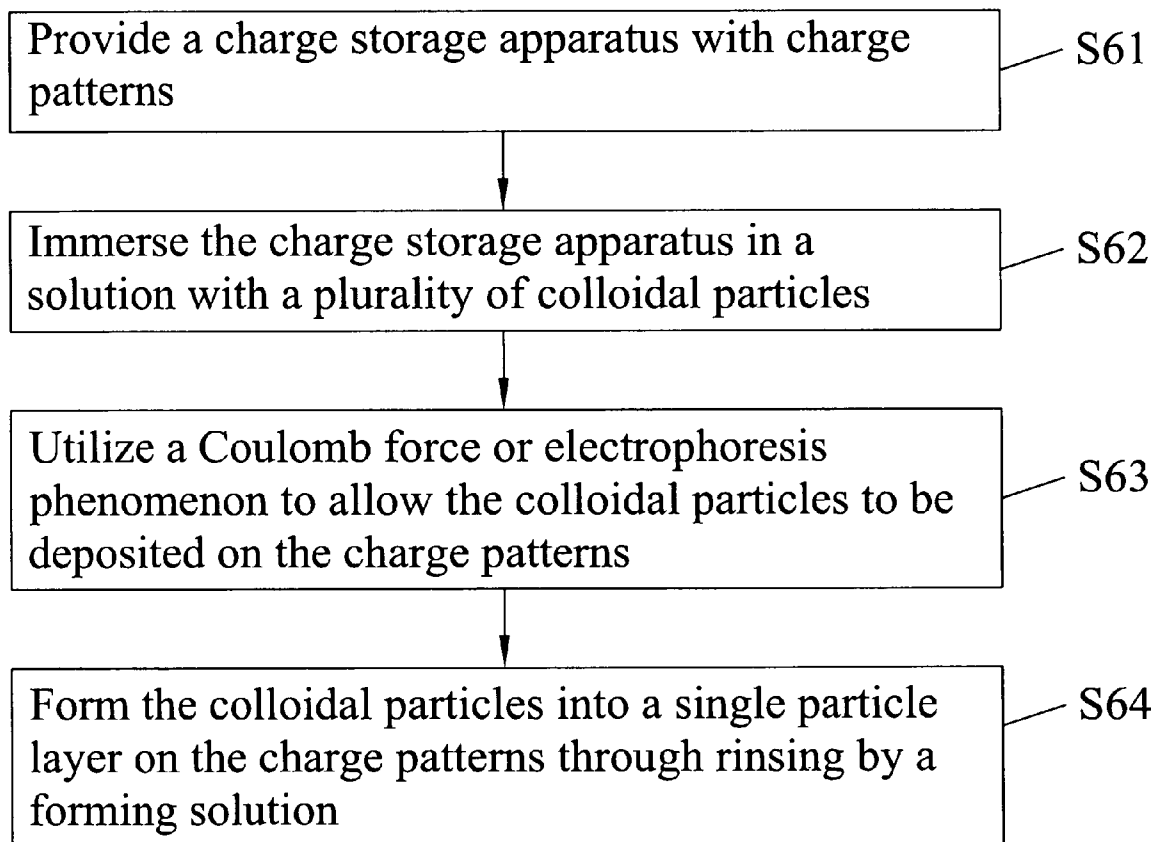 Provide a charge storage apparatus with charge
patterns
S61
Immerse the charge storage apparatus in a
solution with a plurality of colloidal particles
S62
Utilize a Coulomb force or electrophoresis
phenomenon to allow the colloidal particles to be
deposited on the charge patterns
S63
Form the colloidal particles into a single particle
layer on the charge patterns through rinsing by a
forming solution
S64